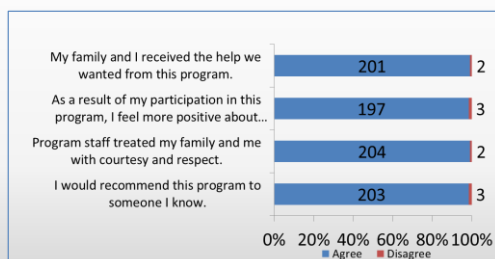 My family and I received the help we
wanted from this program.
201
2
As a result of my participation in this
program, I feel more positive about...
197
3
Program staff treated my family and me
with courtesy and respect.
204
2
I would recommend this program to
someone I know.
203
3
0% 20% 40% 60% 80% 100%
Agree Disagree